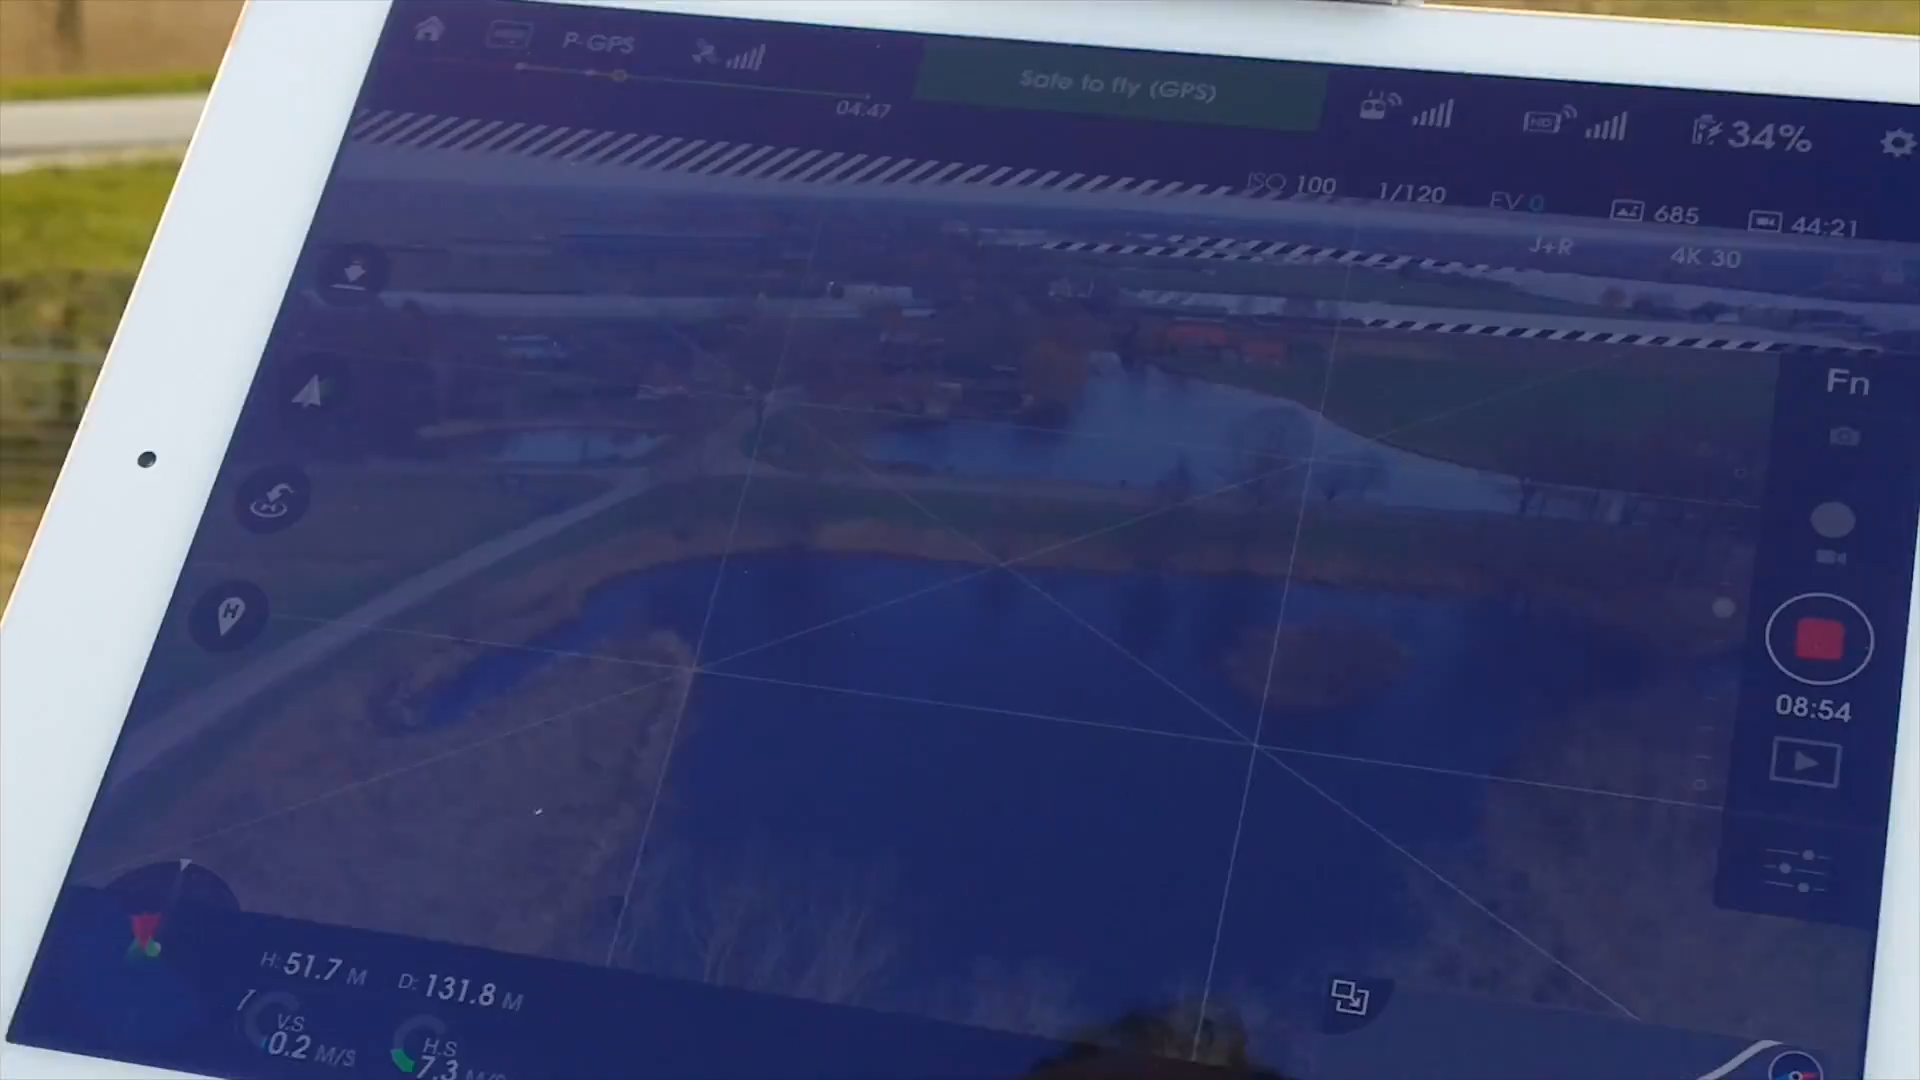 P-GPS
04:47
Safe to fly (GPS)
HD
34%
ISO 100
1/120
EV 0
685
44:21
J+R
4K 30
Fn
08:54
H
H: 51.7 M
D: 131.8 M
V.S
0.2 M/S
H.S
7.3 M/S